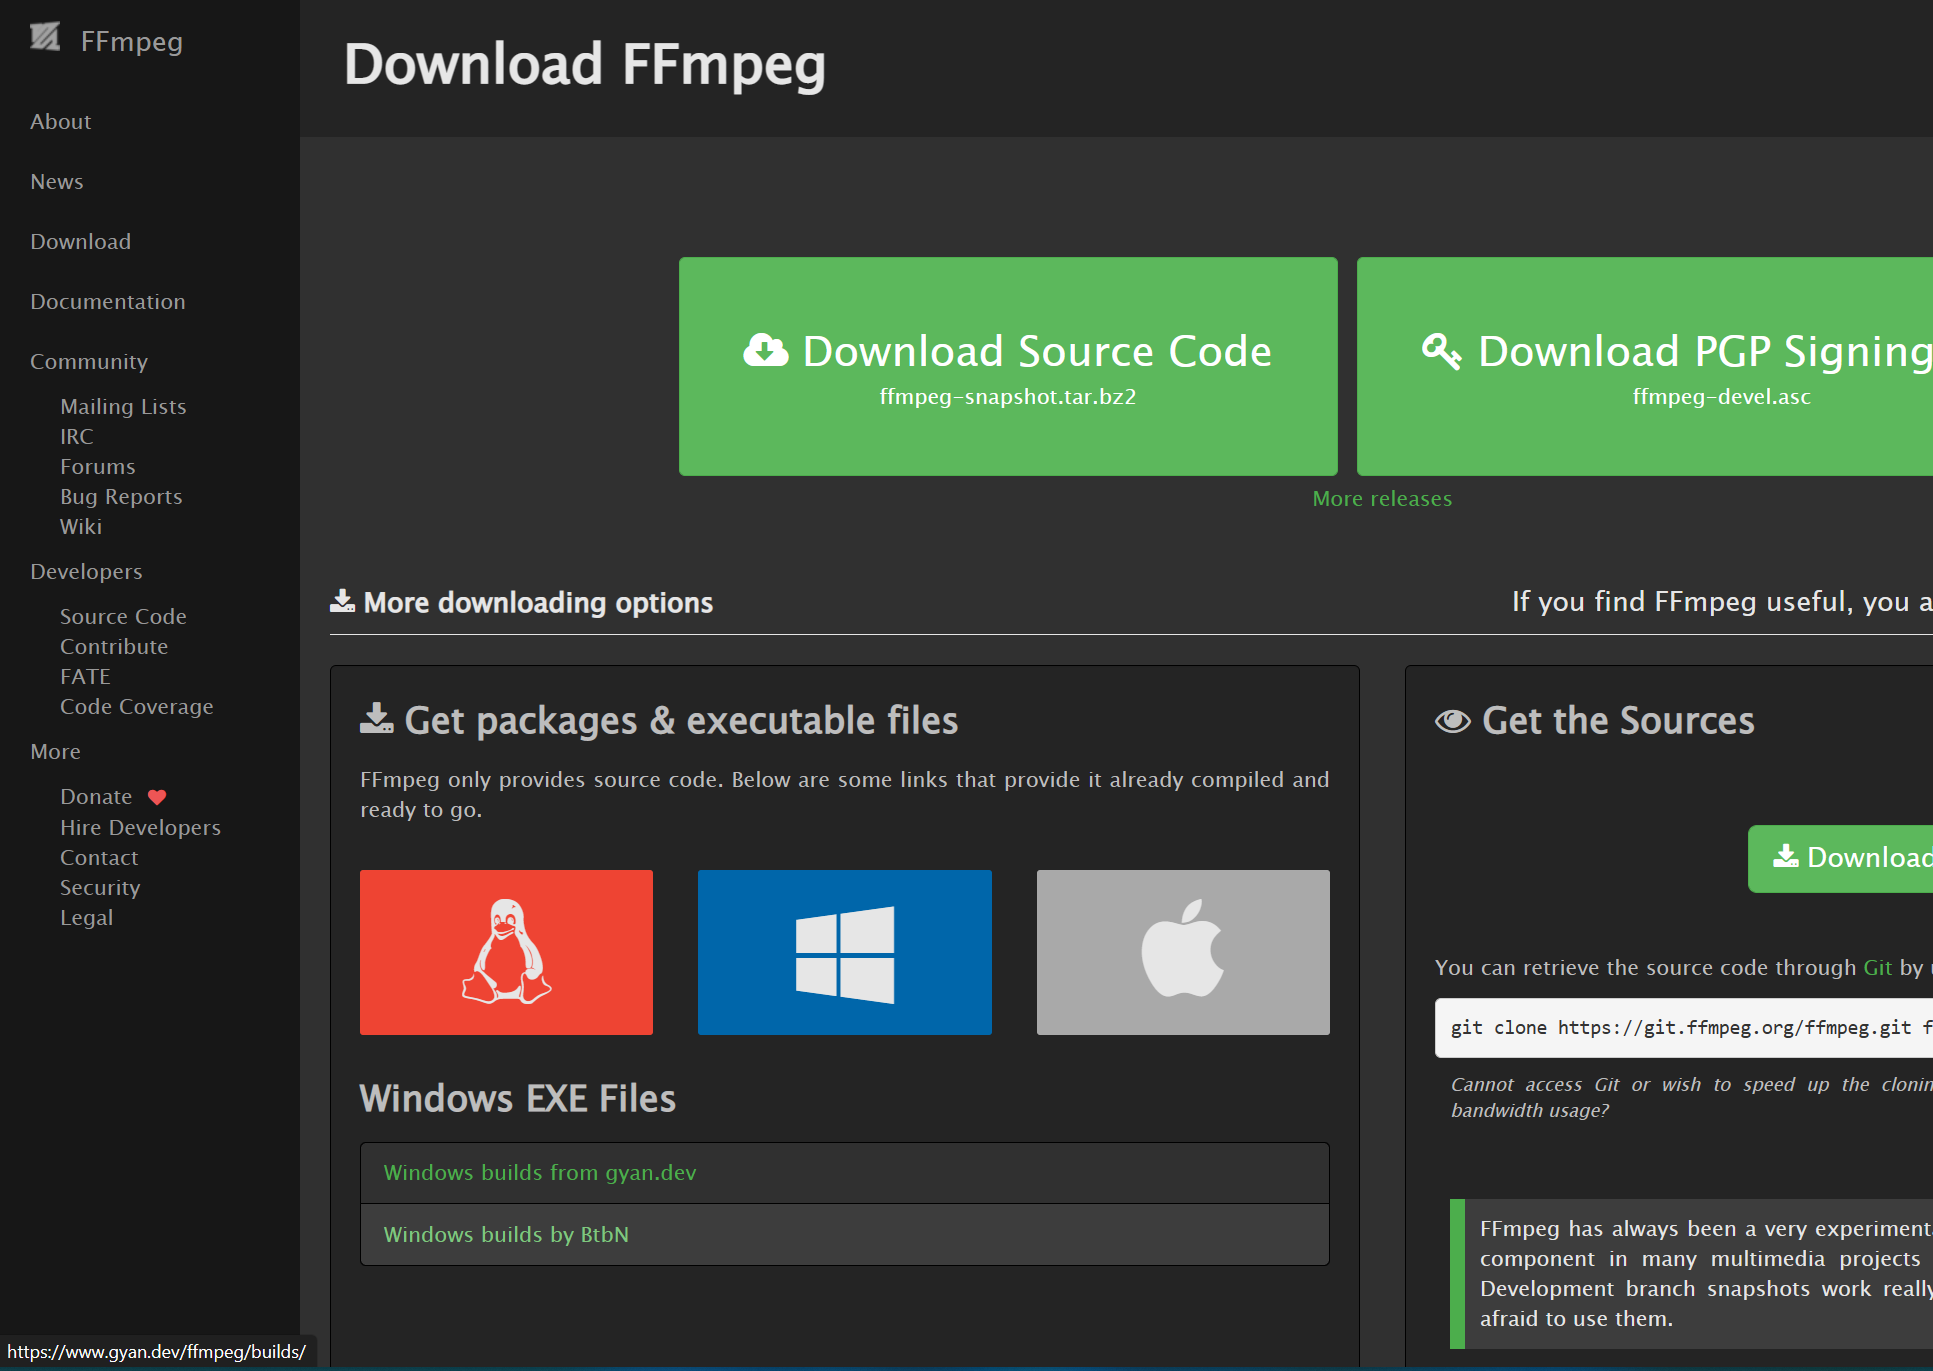 FFmpeg
About
News
Download
Documentation
Community
Mailing Lists
IRC
Forums
Bug Reports
Wiki
Developers
Source Code
Contribute
FATE
Code Coverage
More
Donate
Hire Developers
Contact
Security
Legal
Download FFmpeg
Download Source Code
ffmpeg-snapshot.tar.bz2
Download PGP Signing
ffmpeg-devel.asc
More releases
More downloading options
If you find FFmpeg useful, you a
Get packages & executable files
FFmpeg only provides source code. Below are some links that provide it already compiled and
ready to go.
Windows EXE Files
Windows builds from gyan.dev
Windows builds by BtbN
Get the Sources
Download
You can retrieve the source code through Git by
git clone https://git.ffmpeg.org/ffmpeg.git f
Cannot access Git or wish to speed up the clonin
bandwidth usage?
FFmpeg has always been a very experimenta
component in many multimedia projects
Development branch snapshots work really
afraid to use them.
https://www.gyan.dev/ffmpeg/builds/